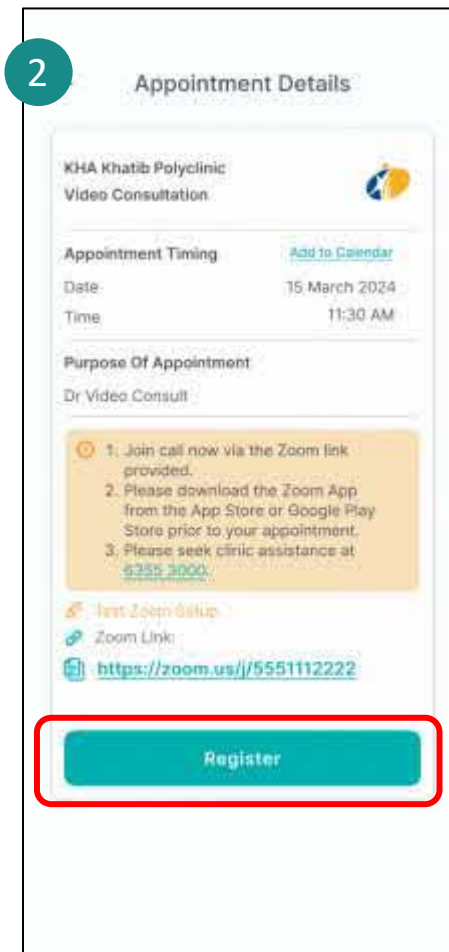 2
Appointment Details
KHA Khatib Polyclinic
Video Consultation
Appointment Timing Add to Calendar
Date 15 March 2024
Time 11:30 AM
Purpose Of Appointment
Dr Video Consult
1. Join call now via the Zoom link
provided.
2. Please download the Zoom App
from the App Store or Google Play
Store prior to your appointment.
3. Please seek clinic assistance at
6355 3000.
Test Zoom Setup
Zoom Link:
https://zoom.us/j/5551112222
Register